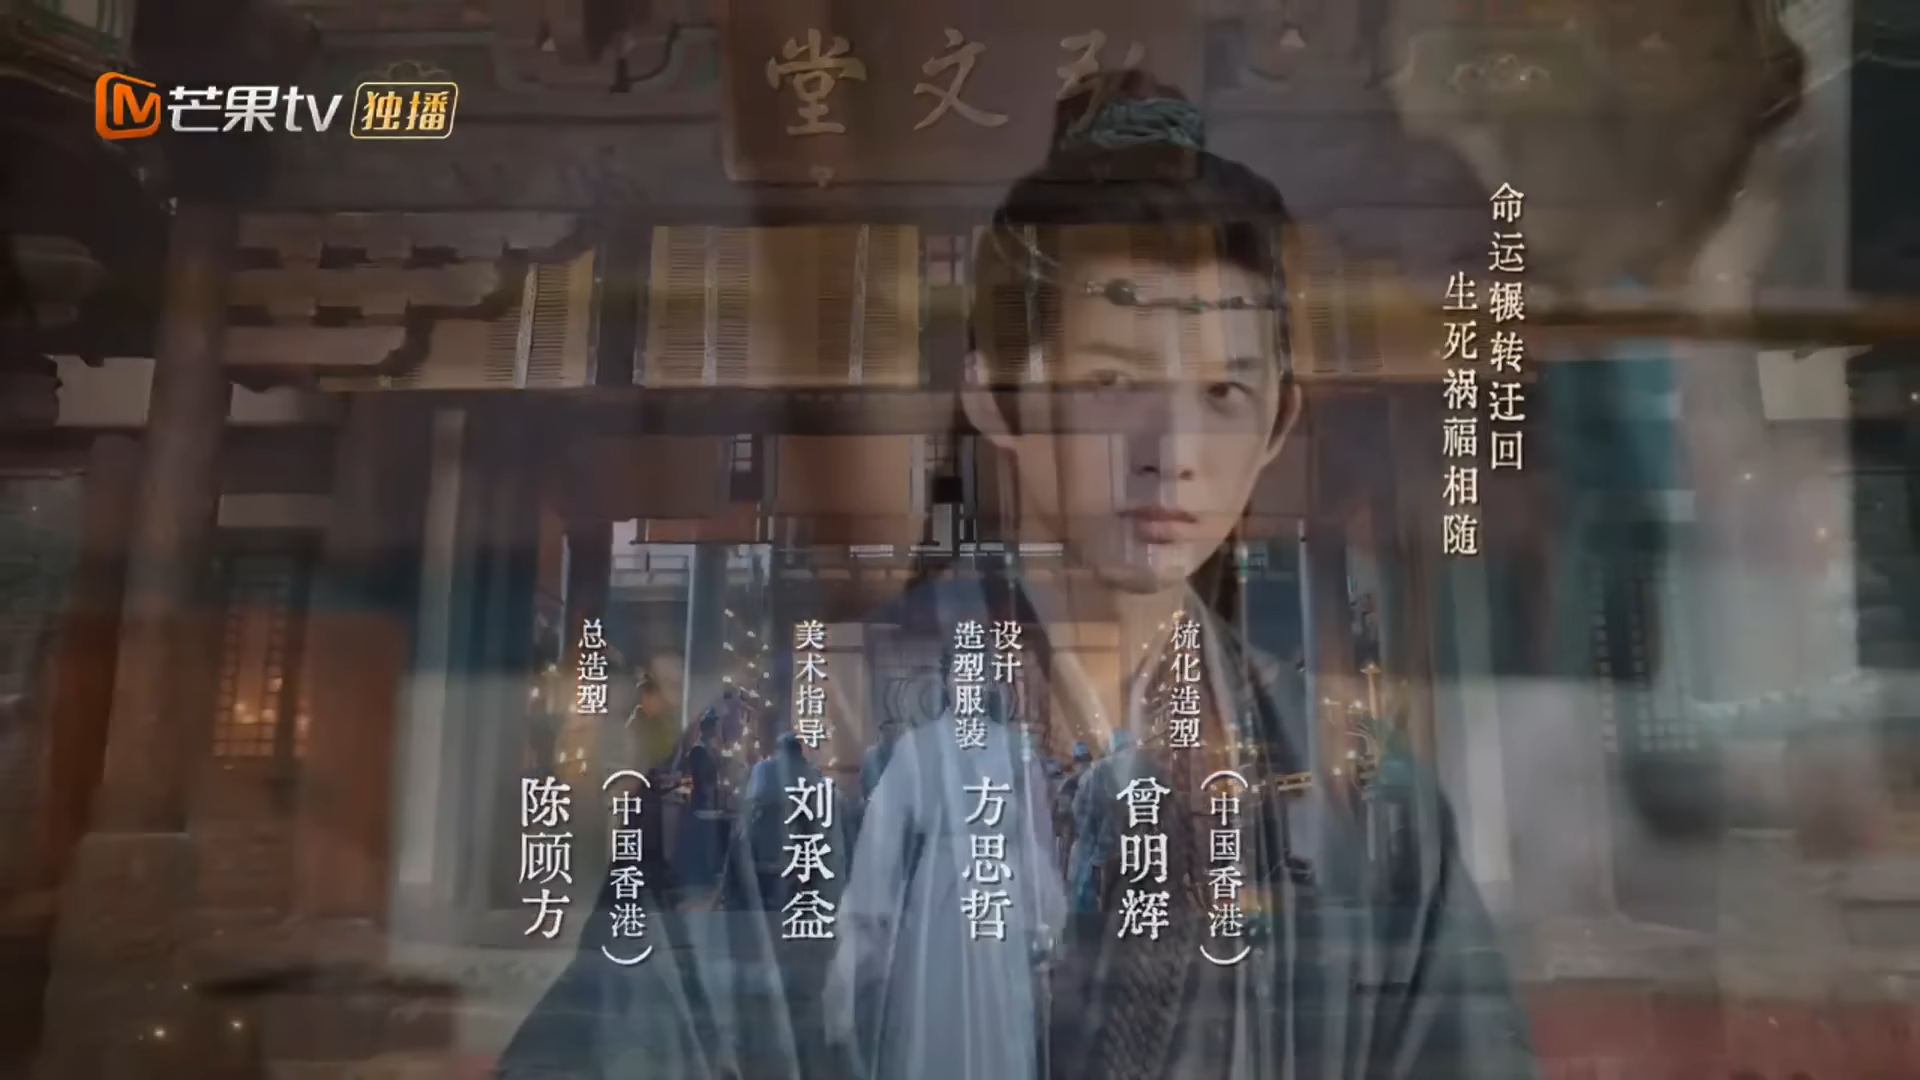 弘文堂
芒果tv 独播
命运辗转迂回
生死祸福相随
总造型
陈顾方
（中国香港）
美术指导
刘承益
造型服装
设计
方思哲
梳化造型
曾明辉
（中国香港）